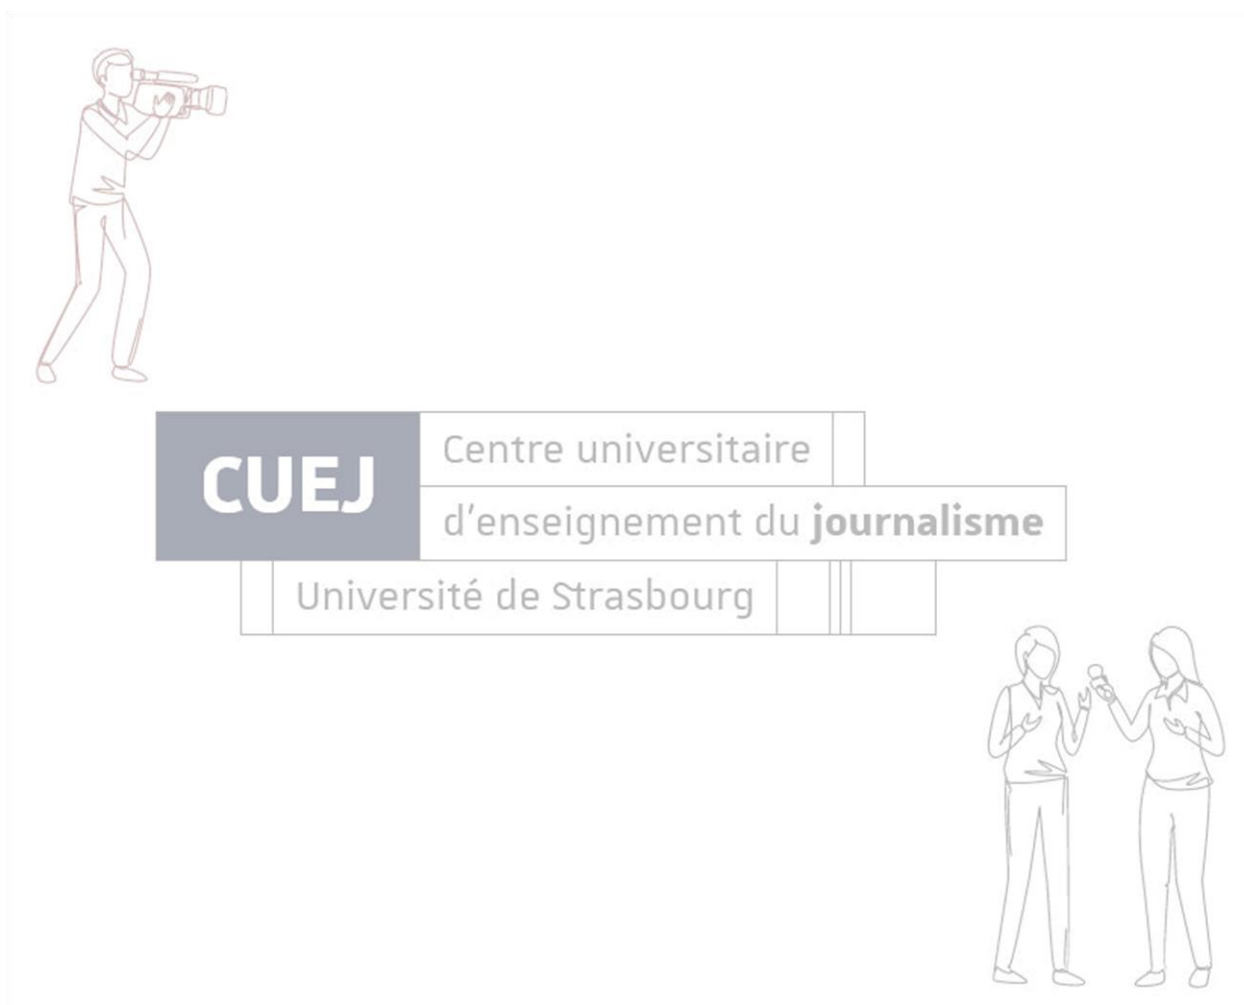 CUEJ
Centre universitaire
d'enseignement du journalisme
Université de Strasbourg